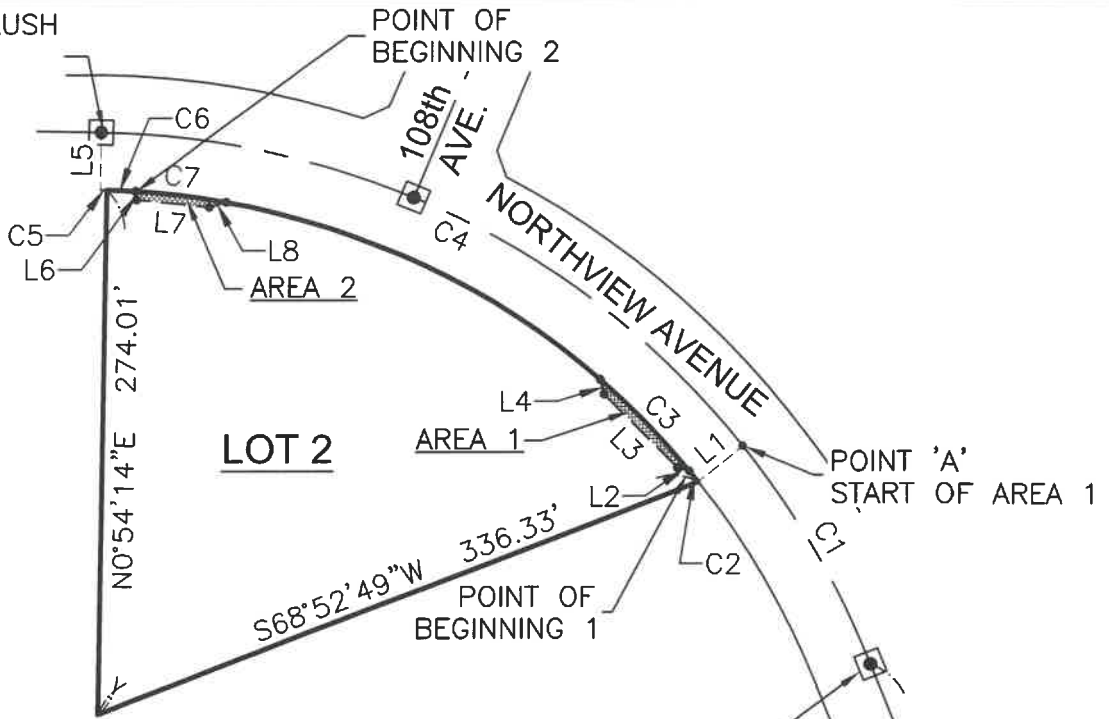 USH
POINT OF
BEGINNING 2
108th
AVE.
C6
L5
C7
C5
L6
L7
L8
AREA 2
C4
NORTHVIEW AVENUE
N0°54'14"E 274.01'
LOT 2
L4
C3
AREA 1
L3
L1
L2
POINT 'A'
START OF AREA 1
S68°52'49"W 336.33'
C1
C2
POINT OF
BEGINNING 1